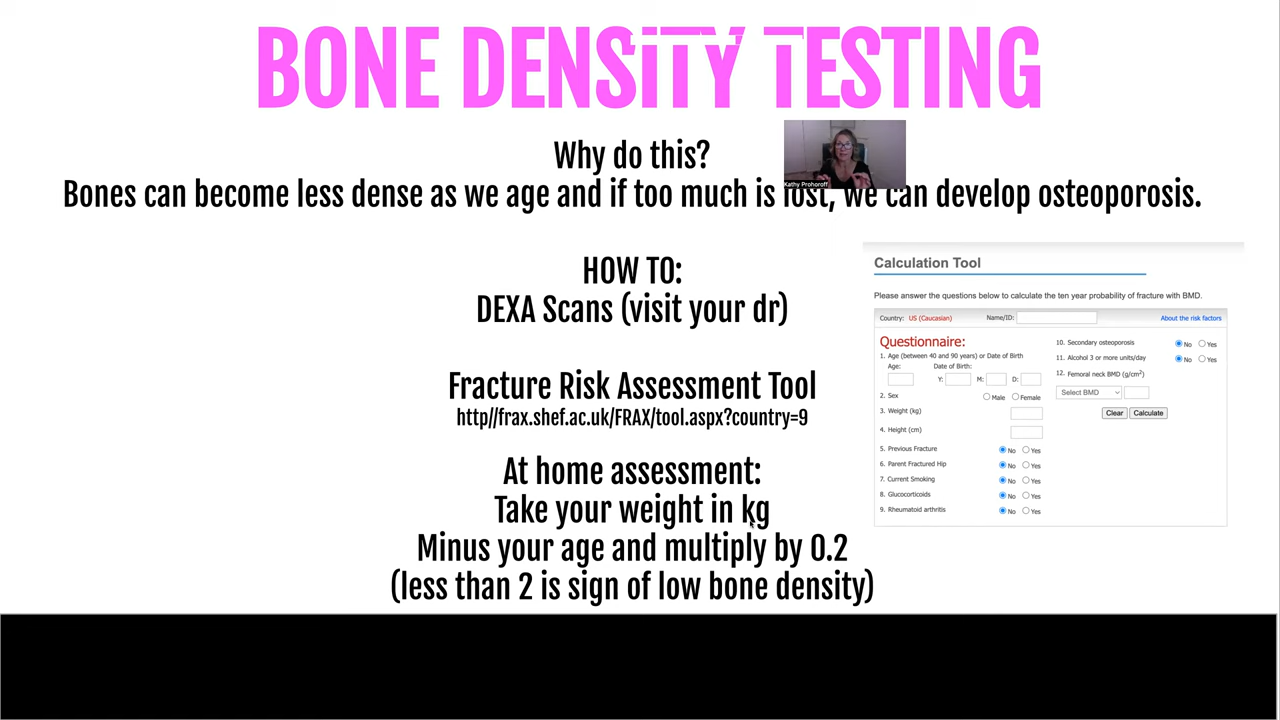 BONE DENSiTY TESTING
Why do this?
Kathy Prohoroff
Bones can become less dense as we age and if too much is lost, we can develop osteoporosis.
HOW TO:
DEXA Scans (visit your dr)
Fracture Risk Assessment Tool
http//frax.shef.ac.uk/FRAX/tool.aspx?country=9
At home assessment:
Take your weight in kg
Minus your age and multiply by 0.2
(less than 2 is sign of low bone density)
Calculation Tool
Please answer the questions below to calculate the ten year probability of fracture with BMD.
Country: US (Caucasian) Name/ID: About the risk factors
Questionnaire:
1. Age (between 40 and 90 years) or Date of Birth
Age: Date of Birth:
Y: M: D:
2. Sex Male Female
3. Weight (kg)
4. Height (cm)
5. Previous Fracture No Yes
6. Parent Fractured Hip No Yes
7. Current Smoking No Yes
8. Glucocorticoids No Yes
9. Rheumatoid arthritis No Yes
10. Secondary osteoporosis No Yes
11. Alcohol 3 or more units/day No Yes
12. Femoral neck BMD (g/cm²)
Select BMD
Clear Calculate